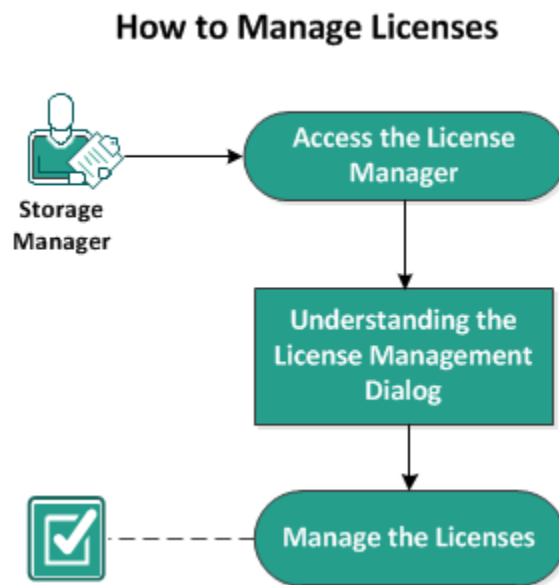 How to Manage Licenses
Access the License
Manager
Storage
Manager
Understanding the
License Management
Dialog
Manage the Licenses